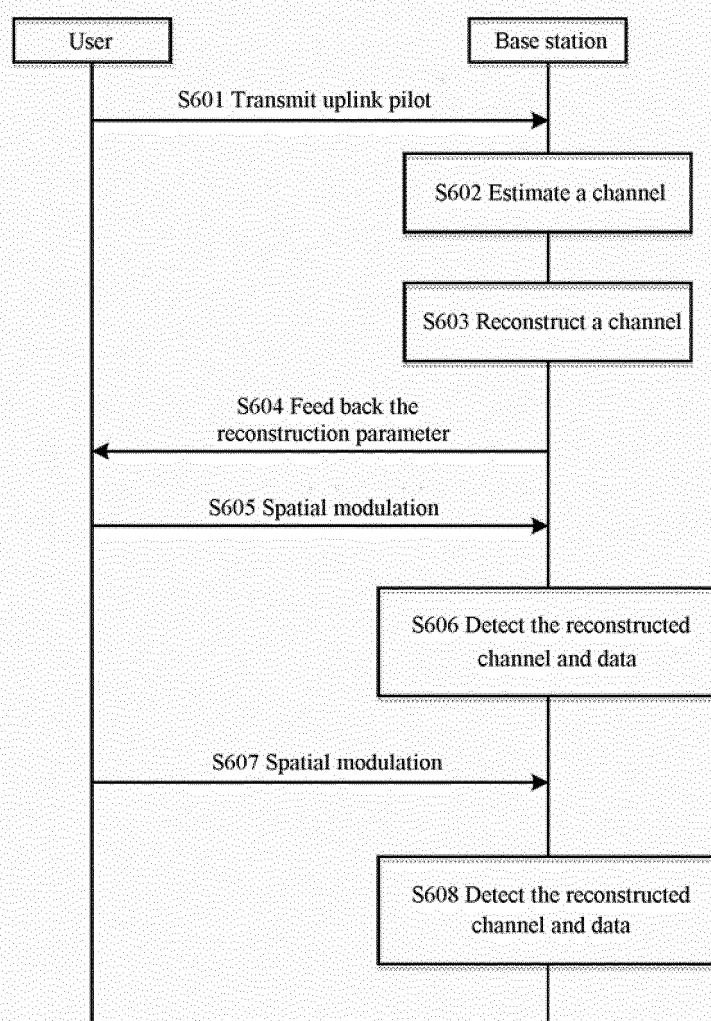 User
Base station
S601 Transmit uplink pilot
S602 Estimate a channel
S603 Reconstruct a channel
S604 Feed back the
reconstruction parameter
S605 Spatial modulation
S606 Detect the reconstructed
channel and data
S607 Spatial modulation
S608 Detect the reconstructed
channel and data